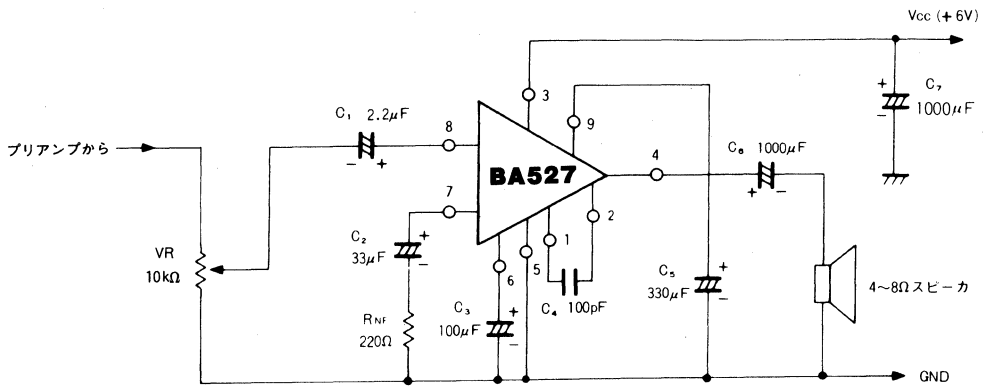 Vcc (+6V)
C₇
1000μF
3
9
C₁ 2.2μF
8
プリアンプから
4
C₆ 1000μF
BA527
7
2
C₂
33μF
1
VR
10kΩ
6
5
C₅
330μF
4~8Ωスピーカ
C₃
100μF
C₄ 100pF
RNF
220Ω
GND